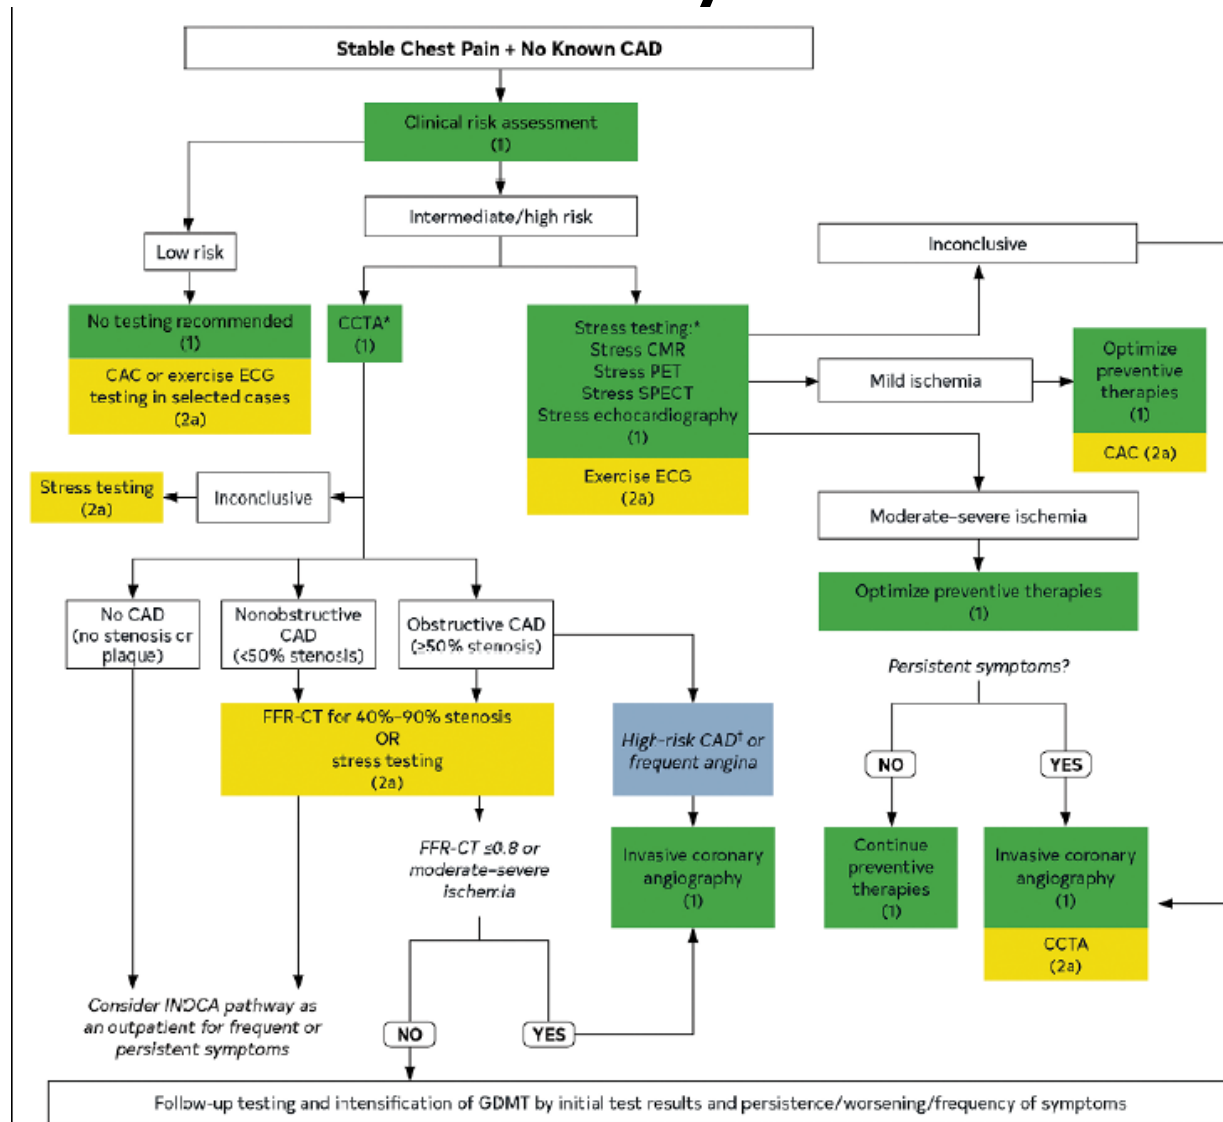 Stable Chest Pain + No Known CAD
Clinical risk assessment
(1)
Intermediate/high risk
Low risk
No testing recommended
(1)
CAC or exercise ECG
testing in selected cases
(2a)
CCTA*
(1)
Stress testing:*
Stress CMR
Stress PET
Stress SPECT
Stress echocardiography
(1)
Exercise ECG
(2a)
Inconclusive
Mild ischemia
Optimize
preventive
therapies
(1)
CAC (2a)
Moderate–severe ischemia
Optimize preventive therapies
(1)
Persistent symptoms?
NO
YES
Continue
preventive
therapies
(1)
Invasive coronary
angiography
(1)
CCTA
(2a)
Stress testing
(2a)
Inconclusive
No CAD
(no stenosis or
plaque)
Nonobstructive
CAD
(<50% stenosis)
Obstructive CAD
(≥50% stenosis)
FFR-CT for 40%–90% stenosis
OR
stress testing
(2a)
High-risk CAD† or
frequent angina
Invasive coronary
angiography
(1)
FFR-CT ≤0.8 or
moderate–severe
ischemia
NO
YES
Consider INOCA pathway as
an outpatient for frequent or
persistent symptoms
Follow-up testing and intensification of GDMT by initial test results and persistence/worsening/frequency of symptoms